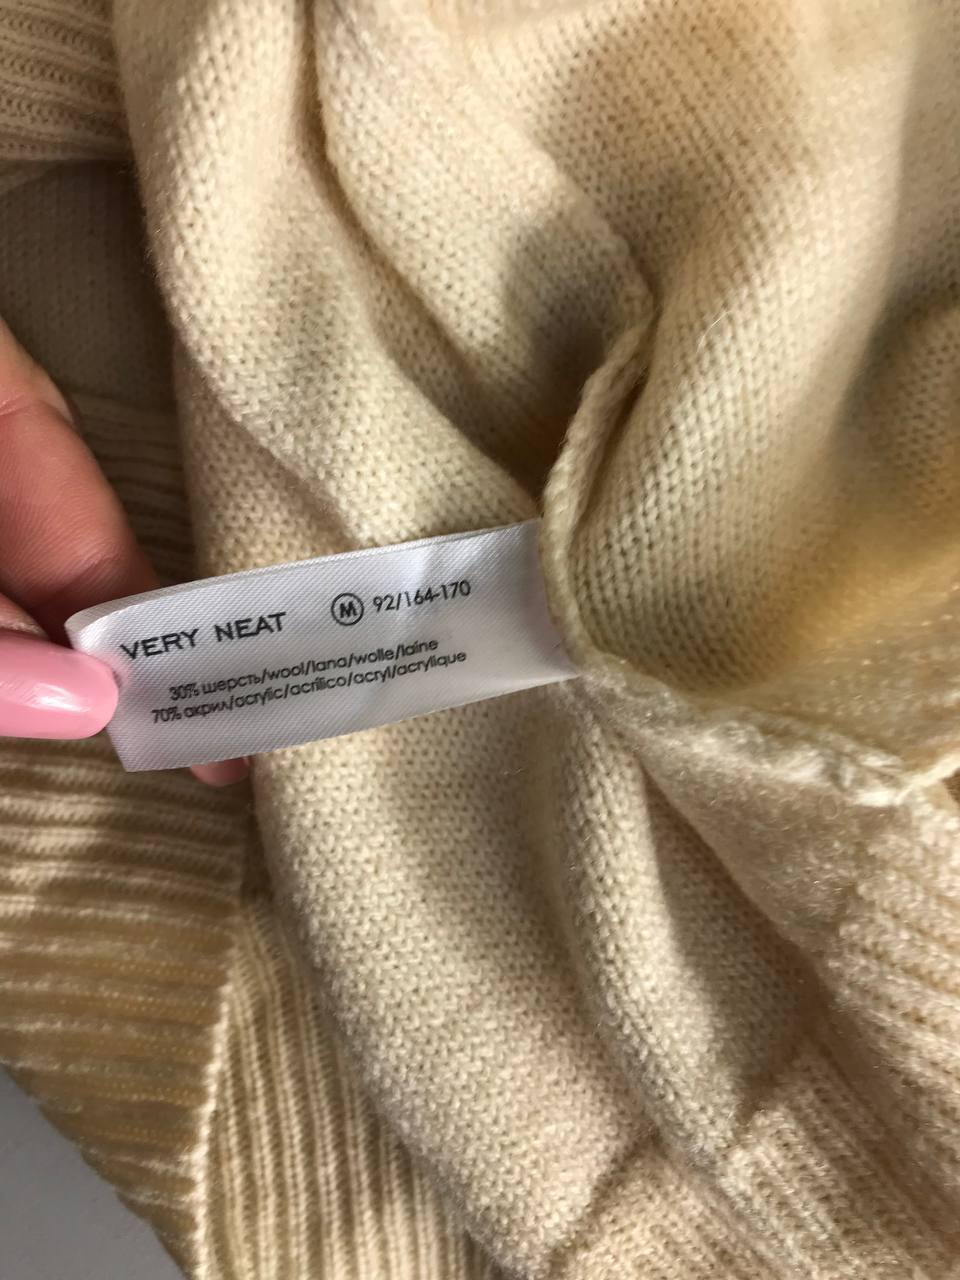 VERY NEAT M 92/164-170
30% шерсть/wool/lana/wolle/laine
70% акрил/acrylic/acrilico/acryl/acrylique